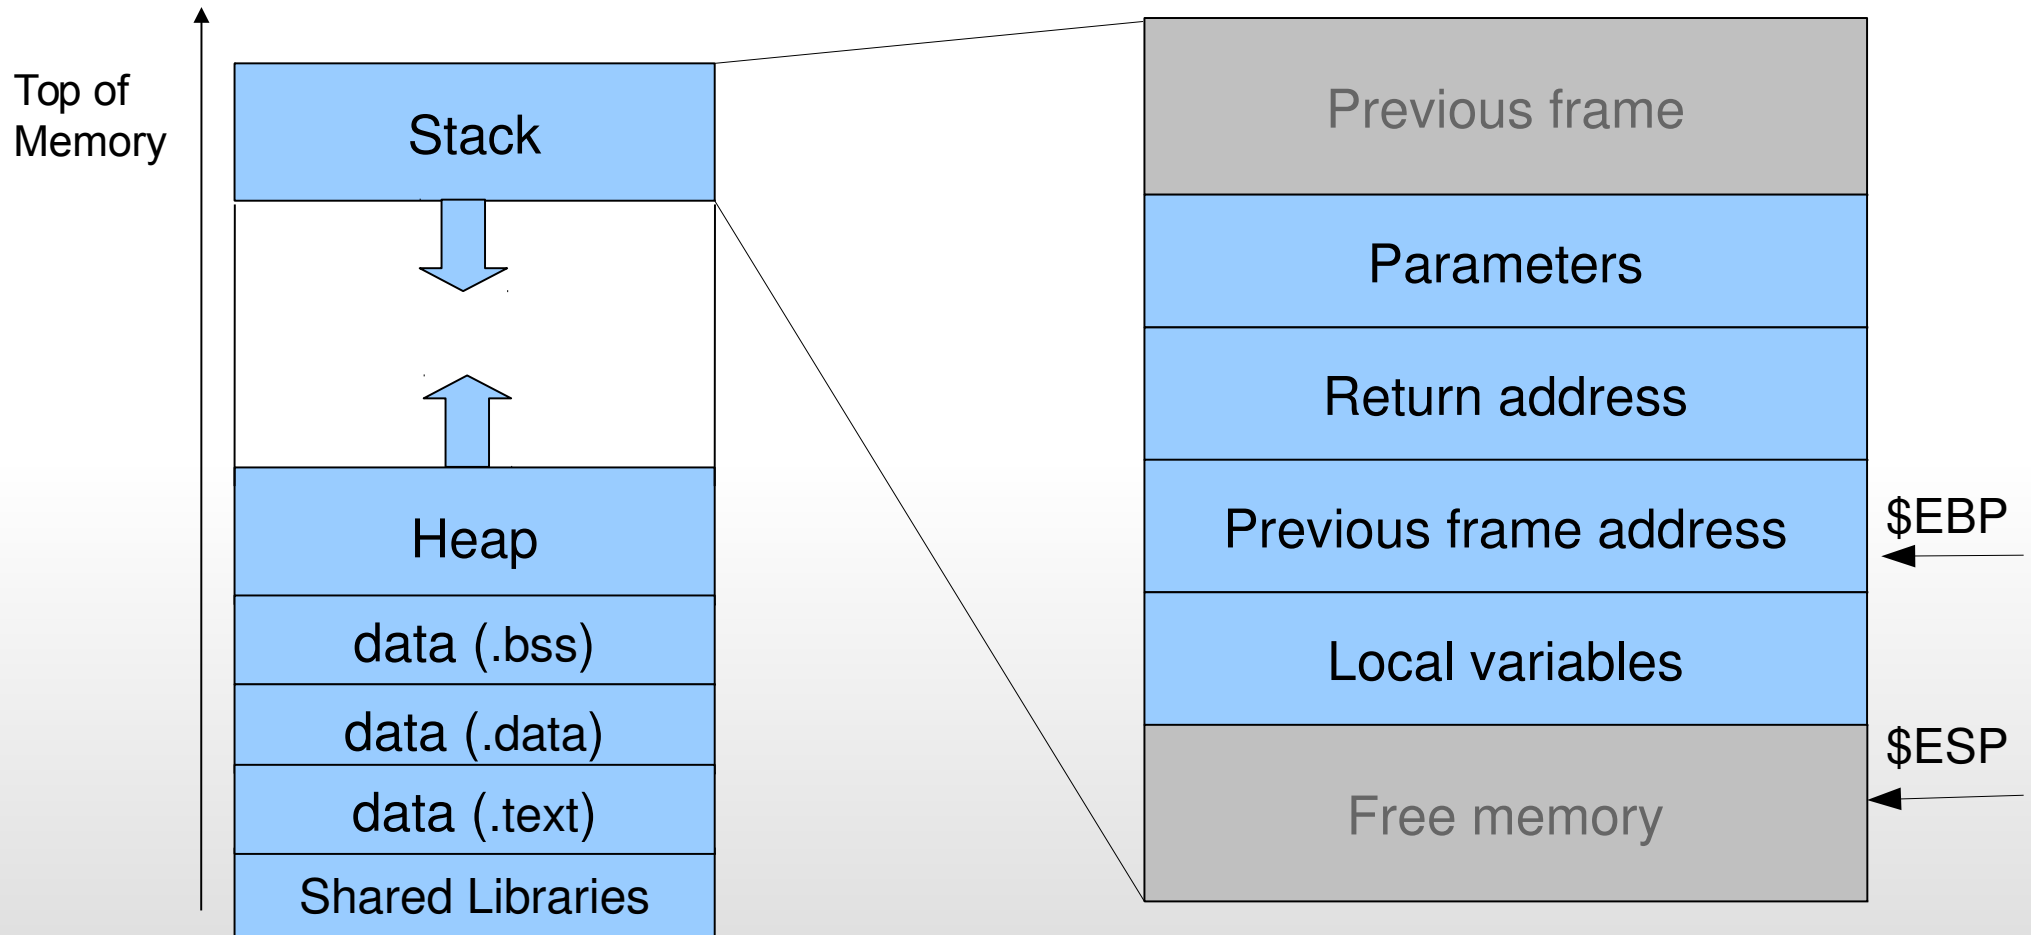 Top of
Memory
Stack
Heap
data (.bss)
data (.data)
data (.text)
Shared Libraries
Previous frame
Parameters
Return address
Previous frame address
Local variables
Free memory
$EBP
$ESP